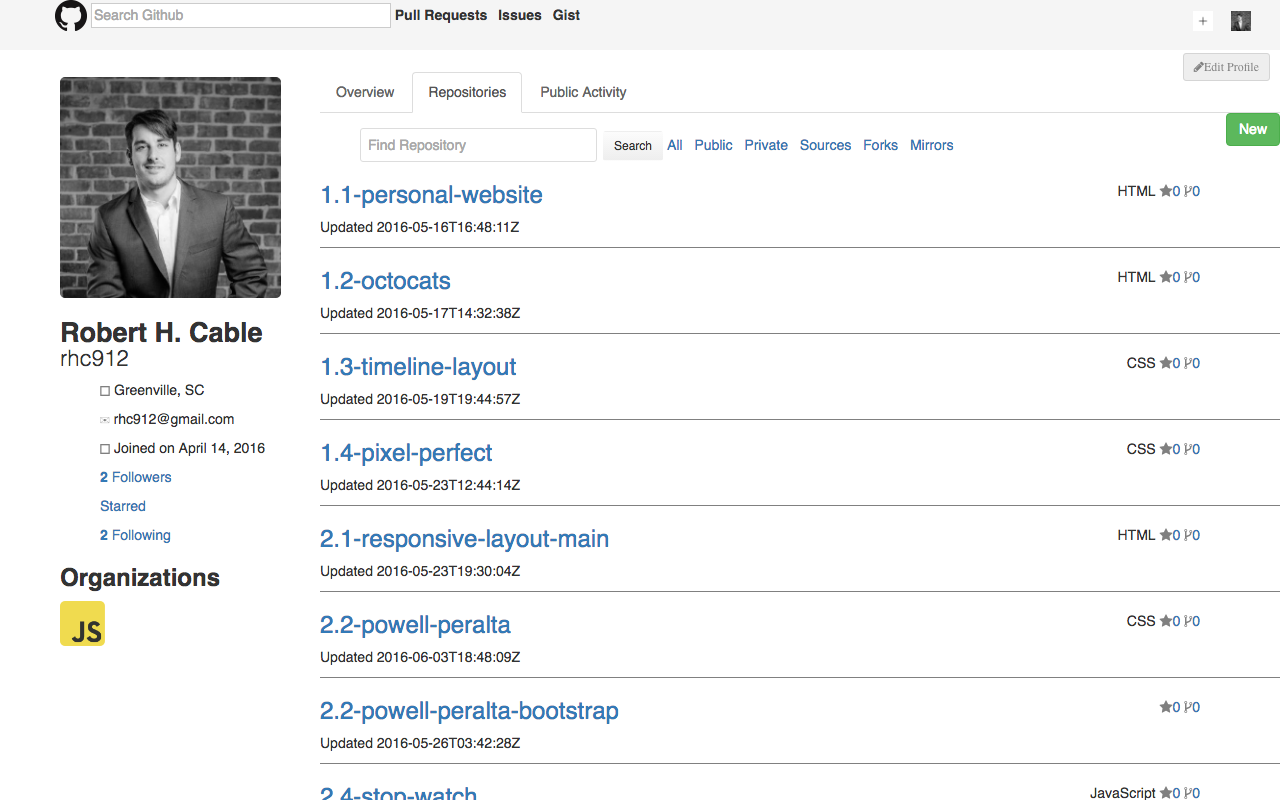 Search Github Pull Requests Issues Gist +
Edit Profile
Overview Repositories Public Activity
New
Find Repository Search All Public Private Sources Forks Mirrors
Robert H. Cable
rhc912
Greenville, SC
rhc912@gmail.com
Joined on April 14, 2016
2 Followers
Starred
2 Following
Organizations
JS
1.1-personal-website HTML 0 0
Updated 2016-05-16T16:48:11Z
1.2-octocats HTML 0 0
Updated 2016-05-17T14:32:38Z
1.3-timeline-layout CSS 0 0
Updated 2016-05-19T19:44:57Z
1.4-pixel-perfect CSS 0 0
Updated 2016-05-23T12:44:14Z
2.1-responsive-layout-main HTML 0 0
Updated 2016-05-23T19:30:04Z
2.2-powell-peralta CSS 0 0
Updated 2016-06-03T18:48:09Z
2.2-powell-peralta-bootstrap 0 0
Updated 2016-05-26T03:42:28Z
2.4-stop-watch JavaScript 0 0